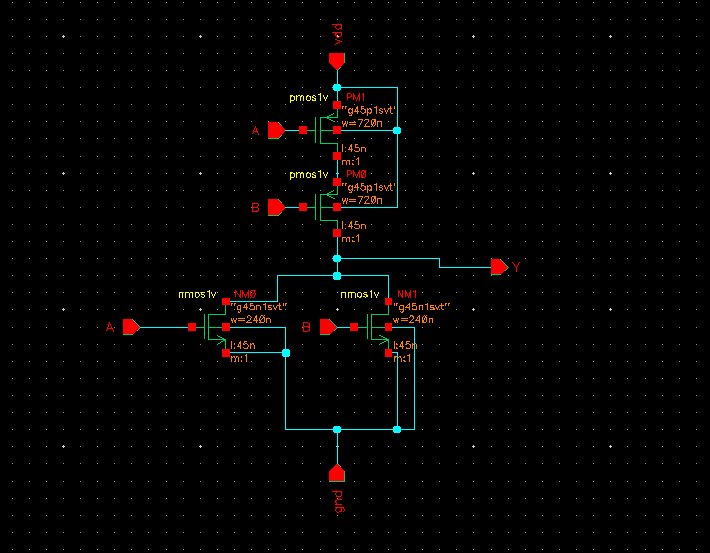 vdd
pmos1v PM1
"g45p1svt"
A w=720n
l:45n
m:1
pmos1v PM0
"g45p1svt"
B w=720n
l:45n
m:1
Y
nmos1v NM0
"g45n1svt"
w=240n
A
l:45n
m:1
nmos1v NM1
"g45n1svt"
w=240n
B
l:45n
m:1
gnd